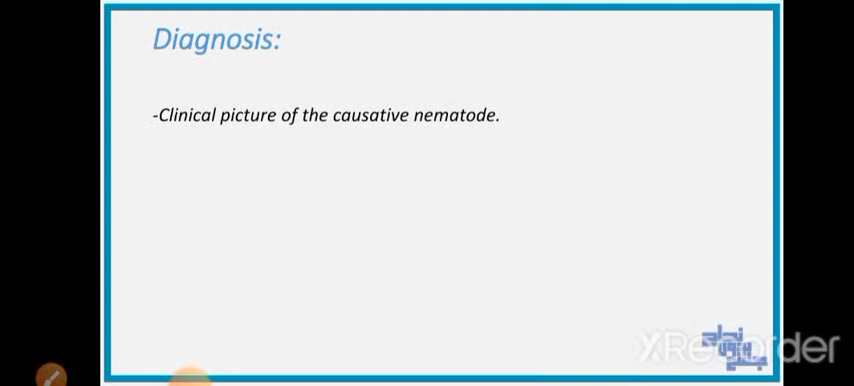 Diagnosis:
-Clinical picture of the causative nematode.
XRecorder